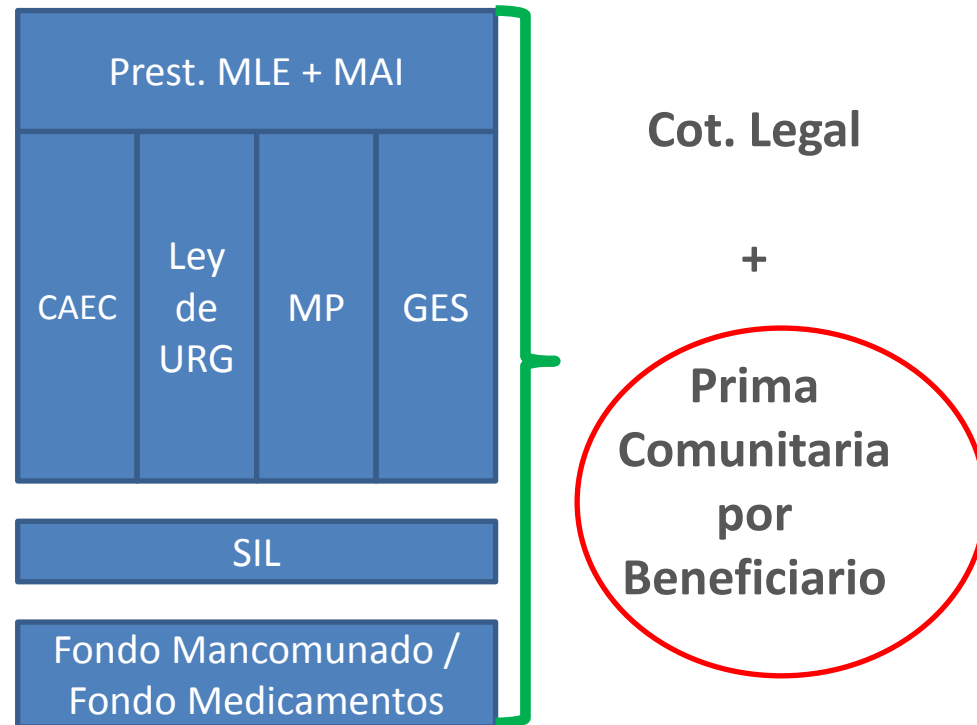 Prest. MLE + MAI
CAEC
Ley
de
URG
MP
GES
SIL
Fondo Mancomunado /
Fondo Medicamentos
Cot. Legal
+
Prima
Comunitaria
por
Beneficiario